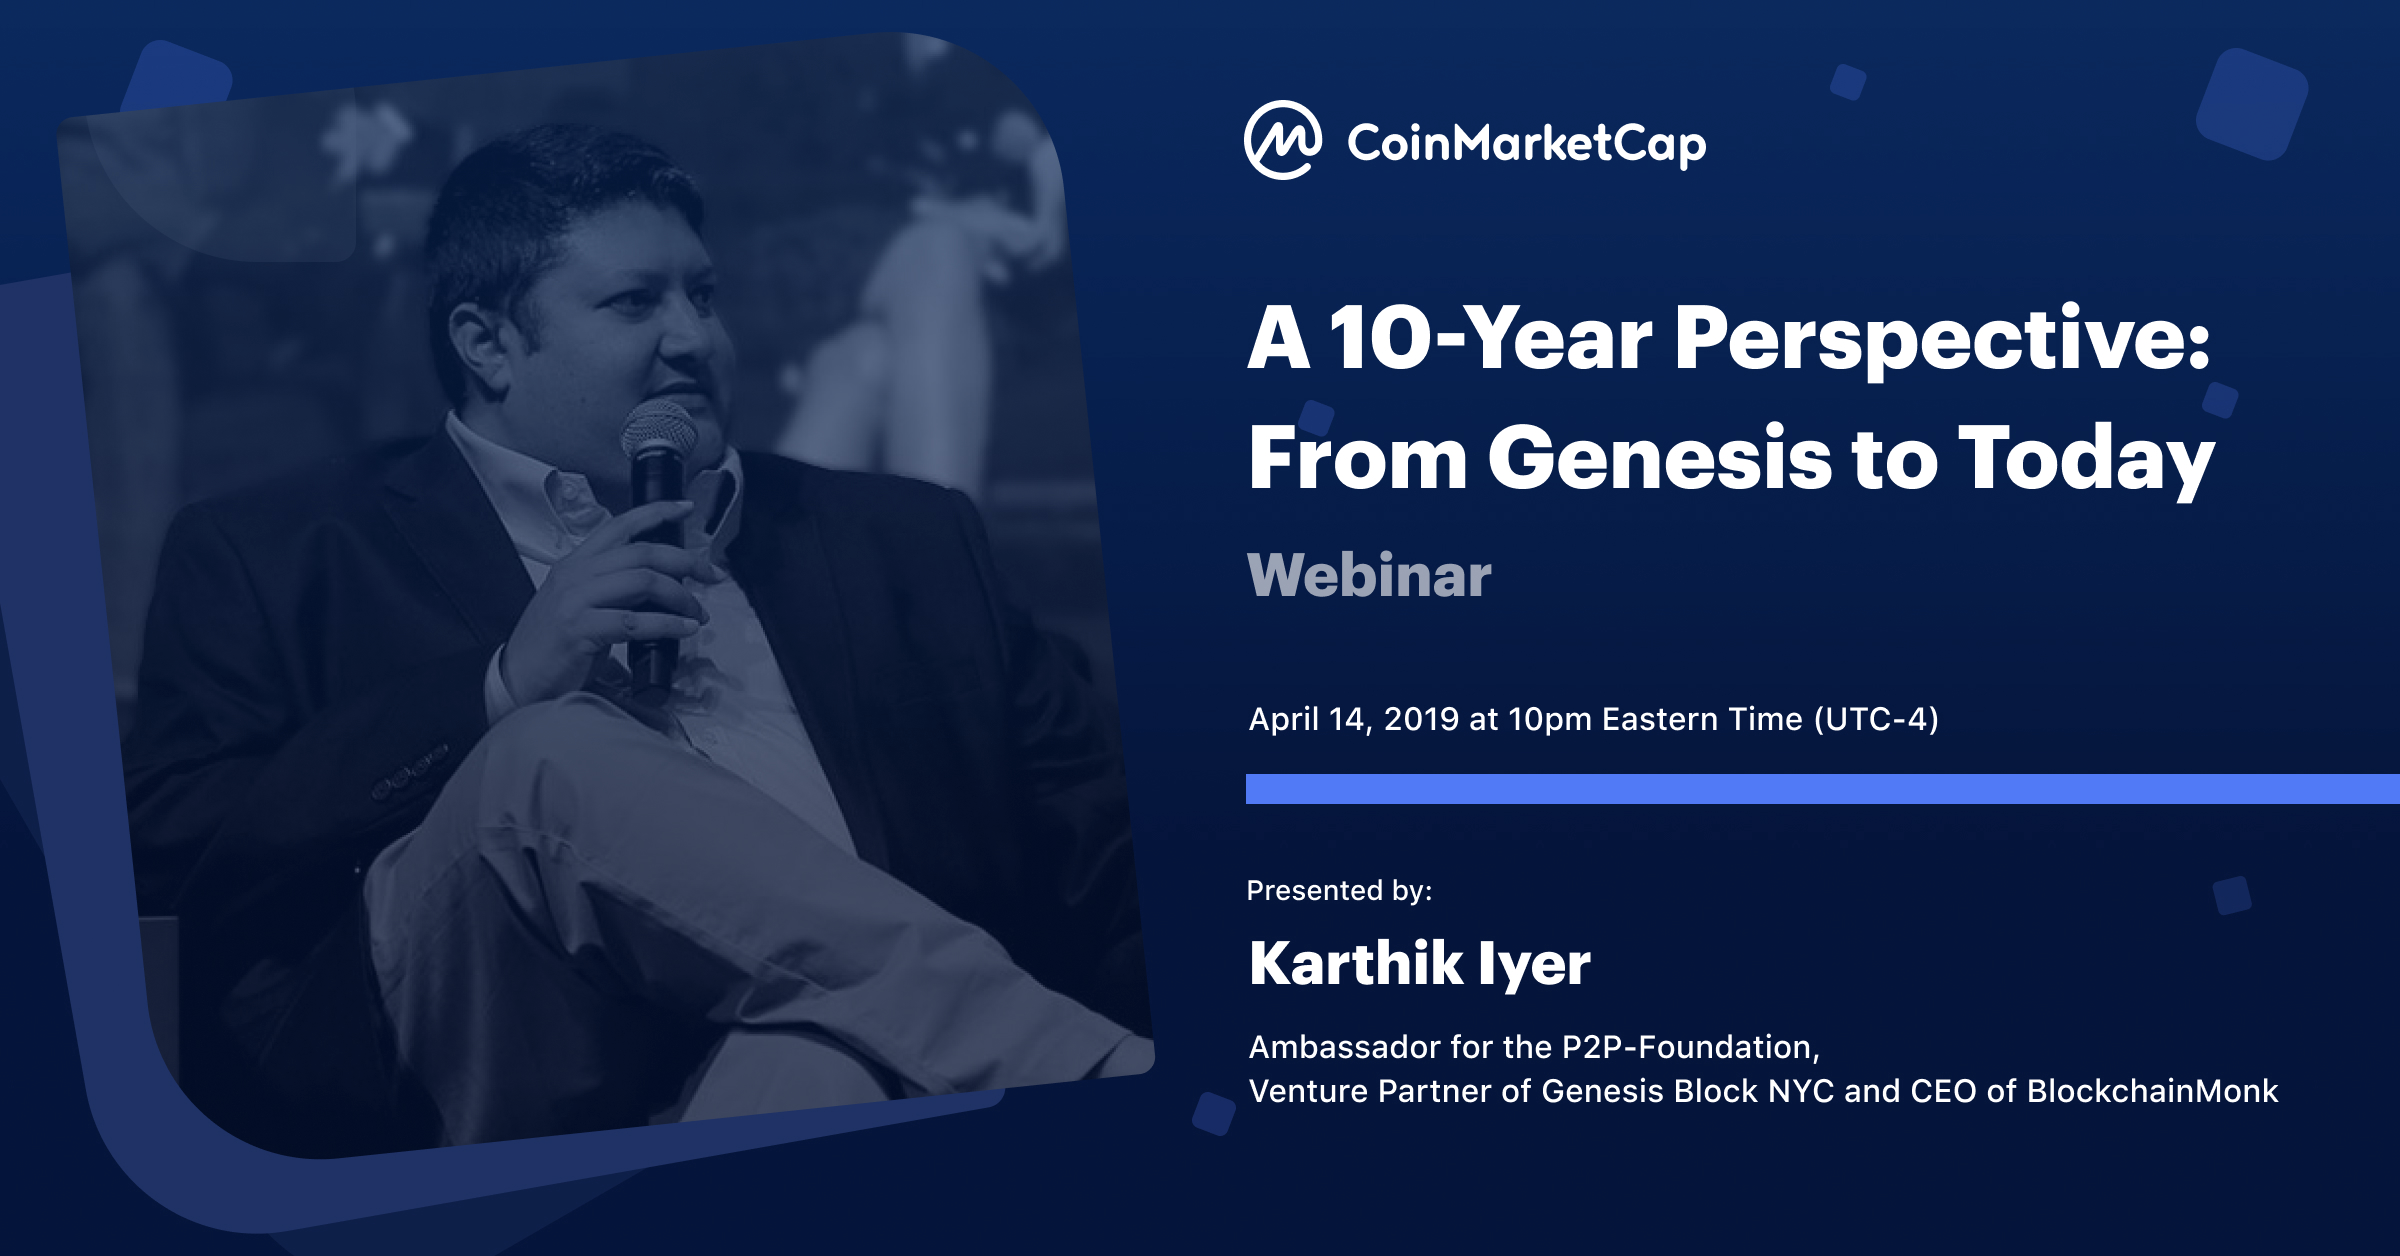 CoinMarketCap
A 10-Year Perspective:
From Genesis to Today
Webinar
April 14, 2019 at 10pm Eastern Time (UTC-4)
Presented by:
Karthik Iyer
Ambassador for the P2P-Foundation,
Venture Partner of Genesis Block NYC and CEO of BlockchainMonk